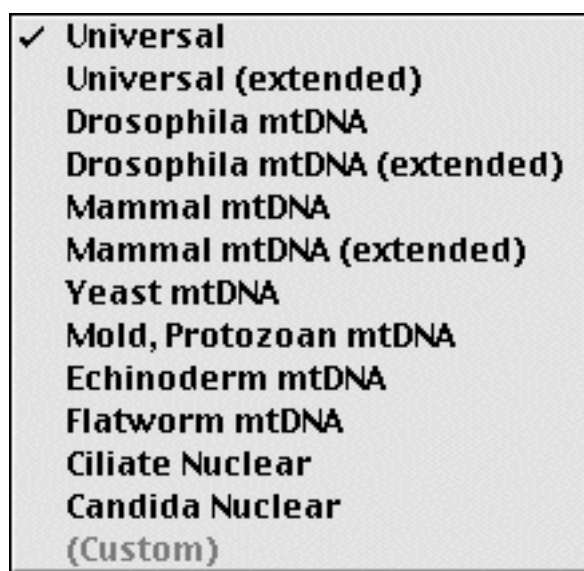 ✓ Universal
Universal (extended)
Drosophila mtDNA
Drosophila mtDNA (extended)
Mammal mtDNA
Mammal mtDNA (extended)
Yeast mtDNA
Mold, Protozoan mtDNA
Echinoderm mtDNA
Flatworm mtDNA
Ciliate Nuclear
Candida Nuclear
(Custom)